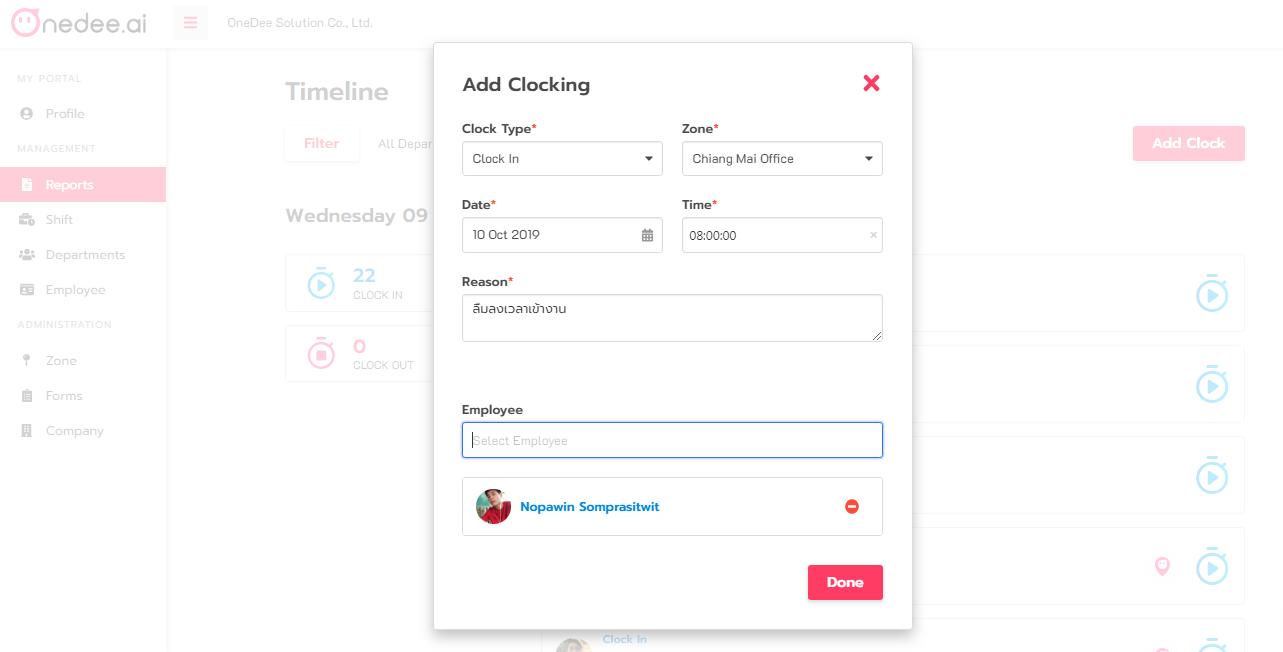 Onedee.ai
OneDee Solution Co., Ltd.
MY PORTAL
Profile
MANAGEMENT
Reports
Shift
Departments
Employee
ADMINISTRATION
Zone
Forms
Company
Timeline
Filter
All Depar
Add Clock
Wednesday 09
22
CLOCK IN
0
CLOCK OUT
Clock In
Add Clocking
Clock Type* Zone*
Clock In Chiang Mai Office
Date* Time*
10 Oct 2019 08:00:00
Reason*
ลืมลงเวลาเข้างาน
Employee
Select Employee
Nopawin Somprasitwit
Done